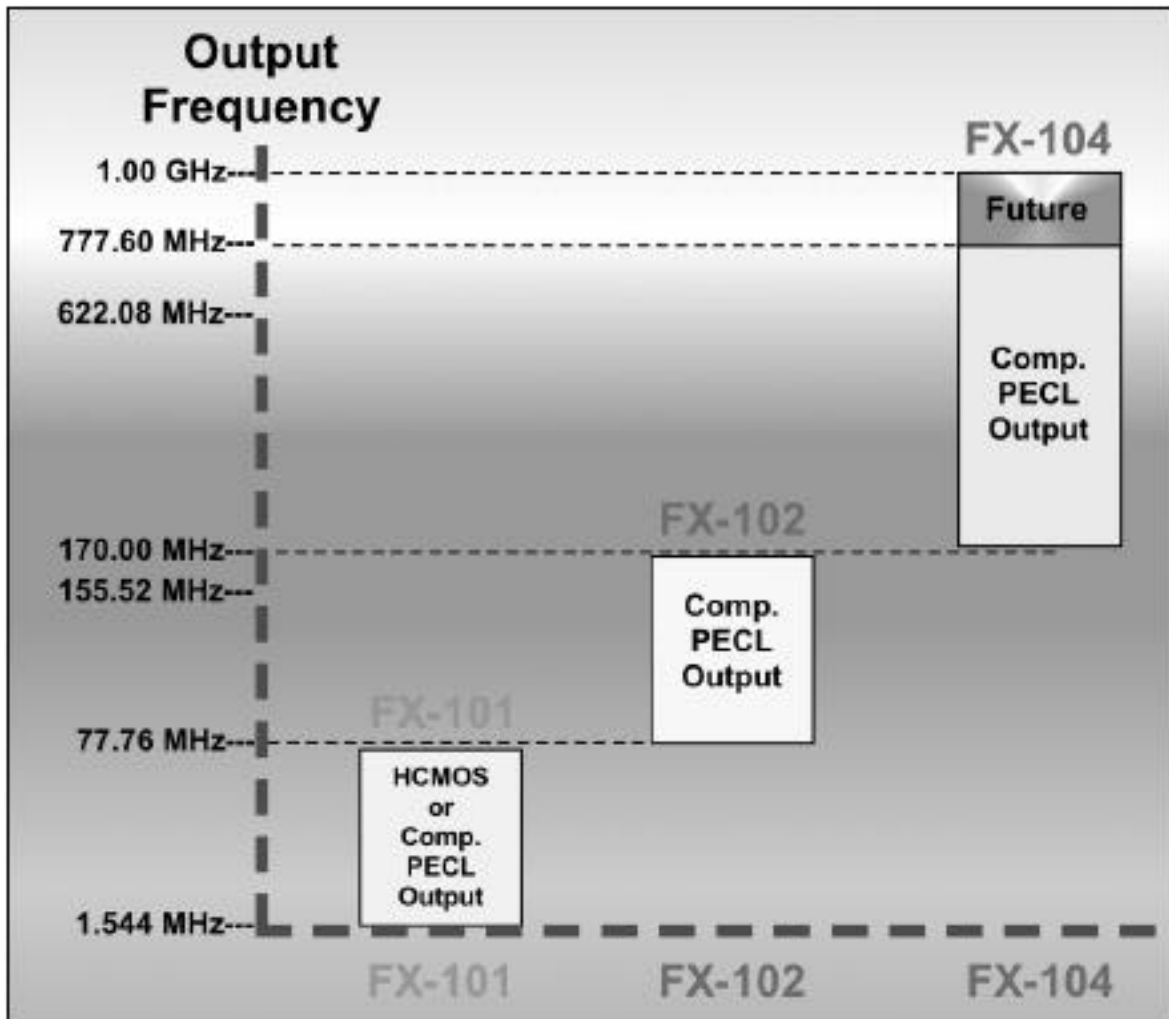 Output
Frequency
1.00 GHz---
777.60 MHz---
622.08 MHz---
170.00 MHz---
155.52 MHz---
77.76 MHz---
1.544 MHz---
FX-104
Future
Comp.
PECL
Output
FX-102
Comp.
PECL
Output
FX-101
HCMOS
or
Comp.
PECL
Output
FX-101
FX-102
FX-104